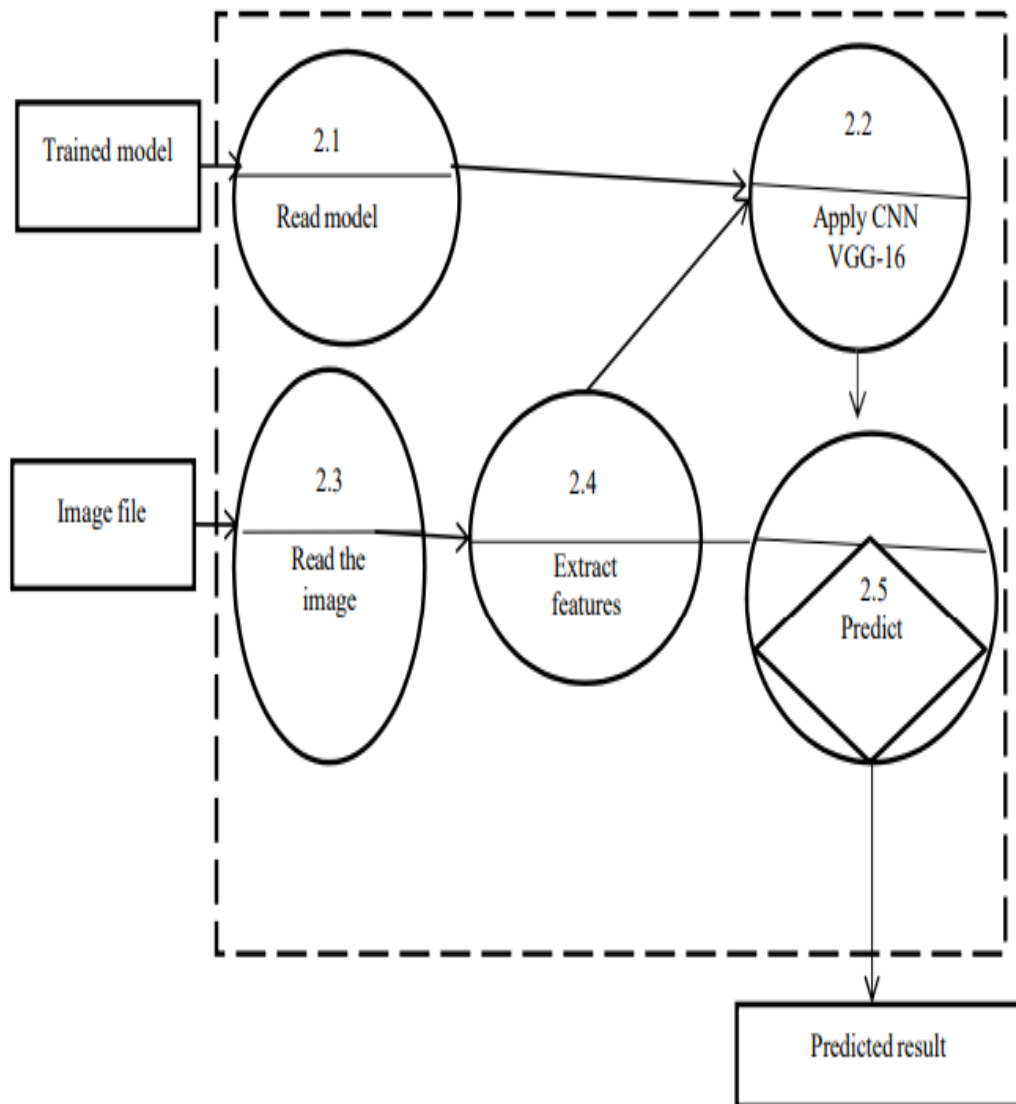 Trained model
2.1
Read model
2.2
Apply CNN
VGG-16
Image file
2.3
Read the
image
2.4
Extract
features
2.5
Predict
Predicted result